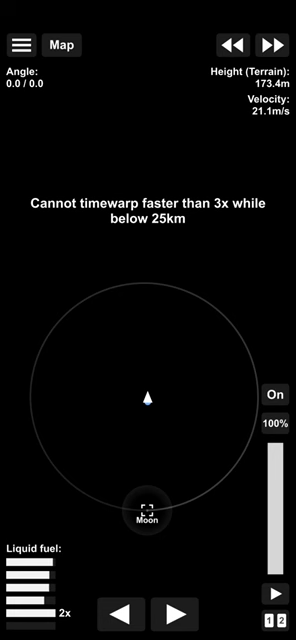 Map
Angle:
0.0 / 0.0
Height (Terrain):
173.4m
Velocity:
21.1m/s
Cannot timewarp faster than 3x while
below 25km
On
100%
Moon
Liquid fuel:
2x
1 2